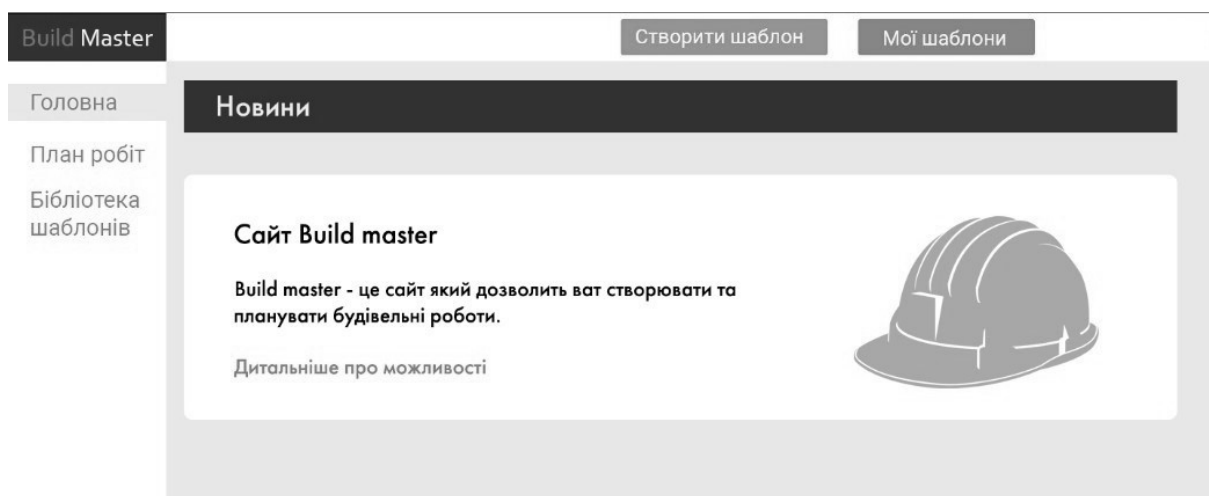 Build Master
Створити шаблон
Мої шаблони
Головна
План робіт
Бібліотека
шаблонів
Новини
Сайт Build master
Build master - це сайт який дозволить ват створювати та
планувати будівельні роботи.
Дитальніше про можливості